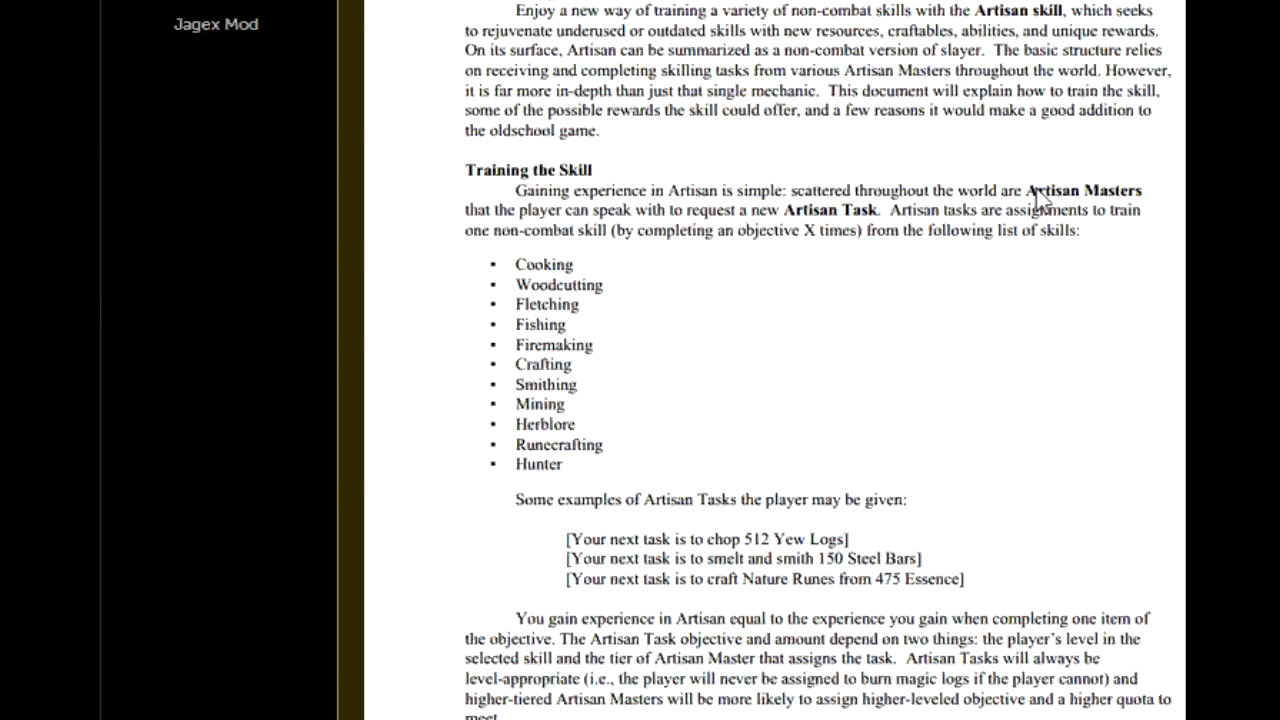 Jagex Mod
Enjoy a new way of training a variety of non-combat skills with the Artisan skill, which seeks
to rejuvenate underused or outdated skills with new resources, craftables, abilities, and unique rewards.
On its surface, Artisan can be summarized as a non-combat version of slayer. The basic structure relies
on receiving and completing skilling tasks from various Artisan Masters throughout the world. However,
it is far more in-depth than just that single mechanic. This document will explain how to train the skill,
some of the possible rewards the skill could offer, and a few reasons it would make a good addition to
the oldschool game.
Training the Skill
Gaining experience in Artisan is simple: scattered throughout the world are Artisan Masters
that the player can speak with to request a new Artisan Task. Artisan tasks are assignments to train
one non-combat skill (by completing an objective X times) from the following list of skills:
• Cooking
• Woodcutting
• Fletching
• Fishing
• Firemaking
• Crafting
• Smithing
• Mining
• Herblore
• Runecrafting
• Hunter
Some examples of Artisan Tasks the player may be given:
[Your next task is to chop 512 Yew Logs]
[Your next task is to smelt and smith 150 Steel Bars]
[Your next task is to craft Nature Runes from 475 Essence]
You gain experience in Artisan equal to the experience you gain when completing one item of
the objective. The Artisan Task objective and amount depend on two things: the player's level in the
selected skill and the tier of Artisan Master that assigns the task. Artisan Tasks will always be
level-appropriate (i.e., the player will never be assigned to burn magic logs if the player cannot) and
higher-tiered Artisan Masters will be more likely to assign higher-leveled objective and a higher quota to
meet.